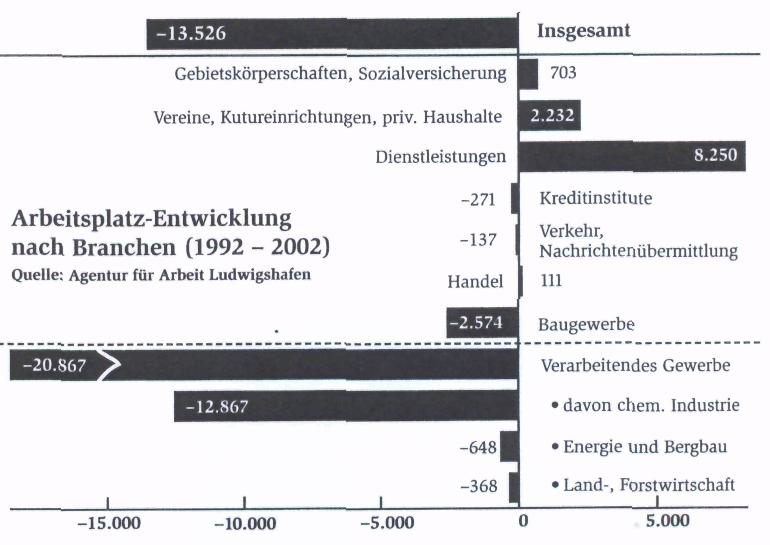 −13.526 Insgesamt
Gebietskörperschaften, Sozialversicherung 703
Vereine, Kutureinrichtungen, priv. Haushalte 2.232
Dienstleistungen 8.250
−271 Kreditinstitute
Arbeitsplatz-Entwicklung
nach Branchen (1992 – 2002)
Quelle: Agentur für Arbeit Ludwigshafen
−137 Verkehr,
Nachrichtenübermittlung
Handel 111
−2.574 Baugewerbe
−20.867 Verarbeitendes Gewerbe
−12.867 • davon chem. Industrie
−648 • Energie und Bergbau
−368 • Land-, Forstwirtschaft
−15.000 −10.000 −5.000 0 5.000